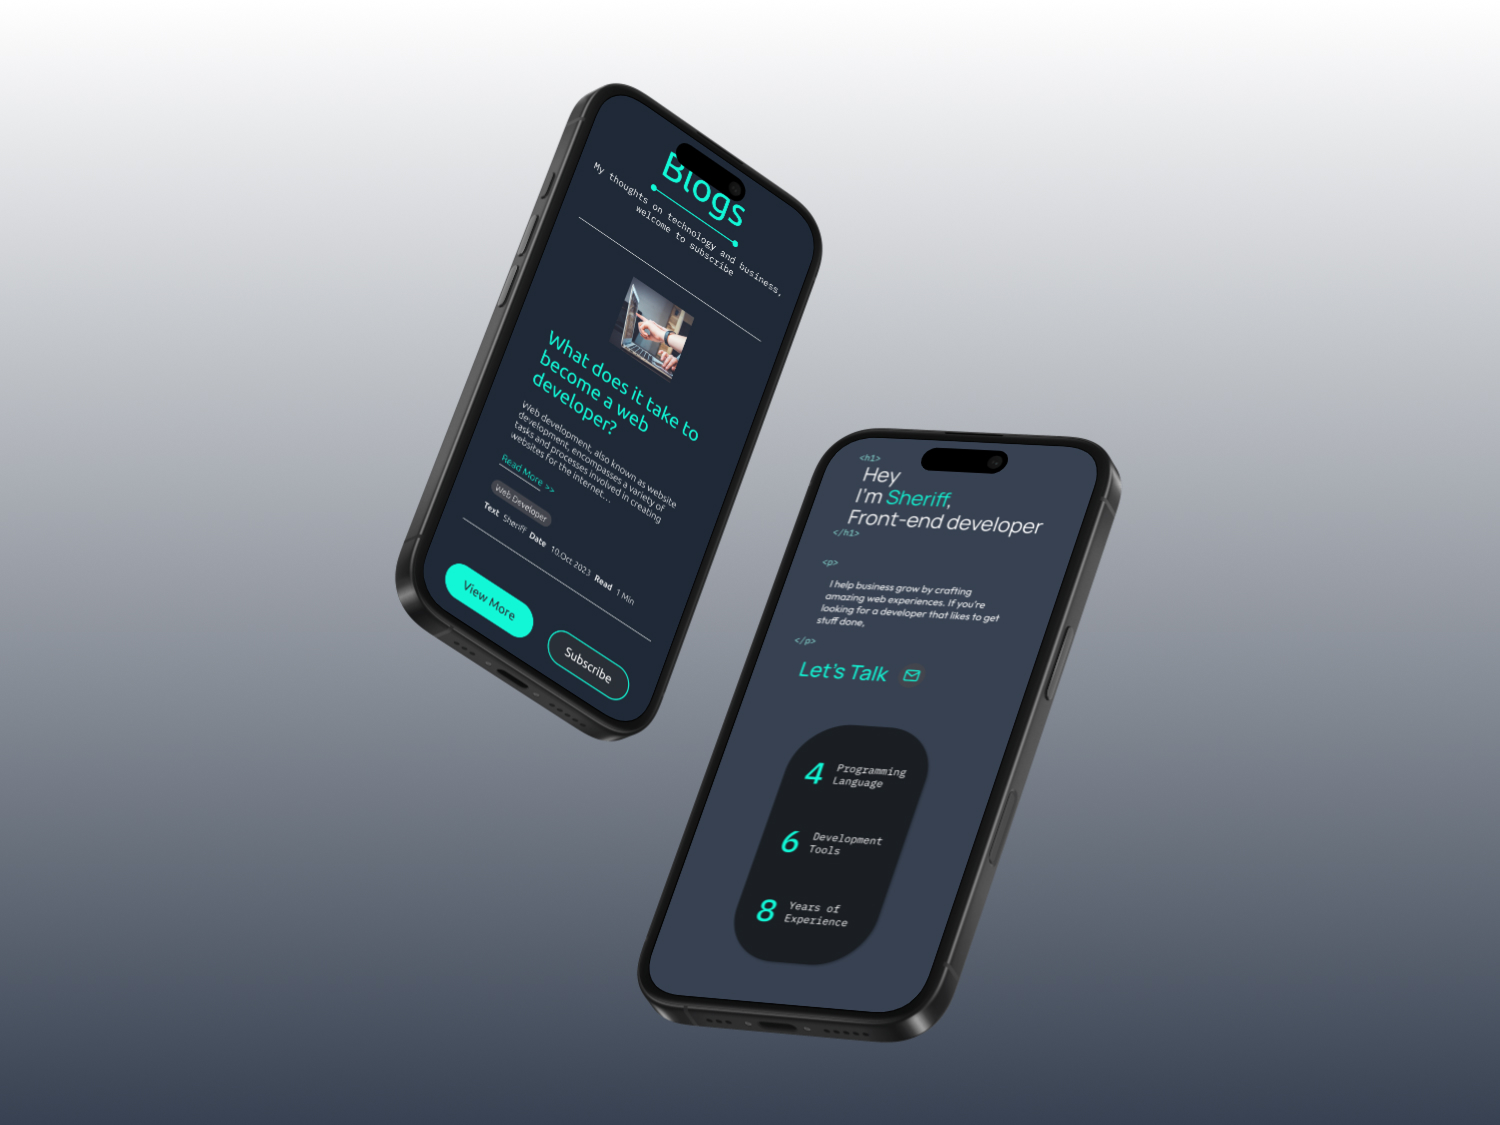 Blogs
My thoughts on technology and business,
welcome to subscribe
What does it take to
become a web
developer?
Web development, also known as website
development, encompasses a variety of
tasks and processes involved in creating
websites for the internet...
Read More >>
Web Developer
Text Sheriff Date 10.Oct 2023 Read 1 Min
View More
Subscribe
<h1>
Hey
I'm Sheriff,
Front-end developer
</h1>
<p>
I help business grow by crafting
amazing web experiences. If you're
looking for a developer that likes to get
stuff done,
</p>
Let's Talk
4 Programming
Language
6 Development
Tools
8 Years of
Experience